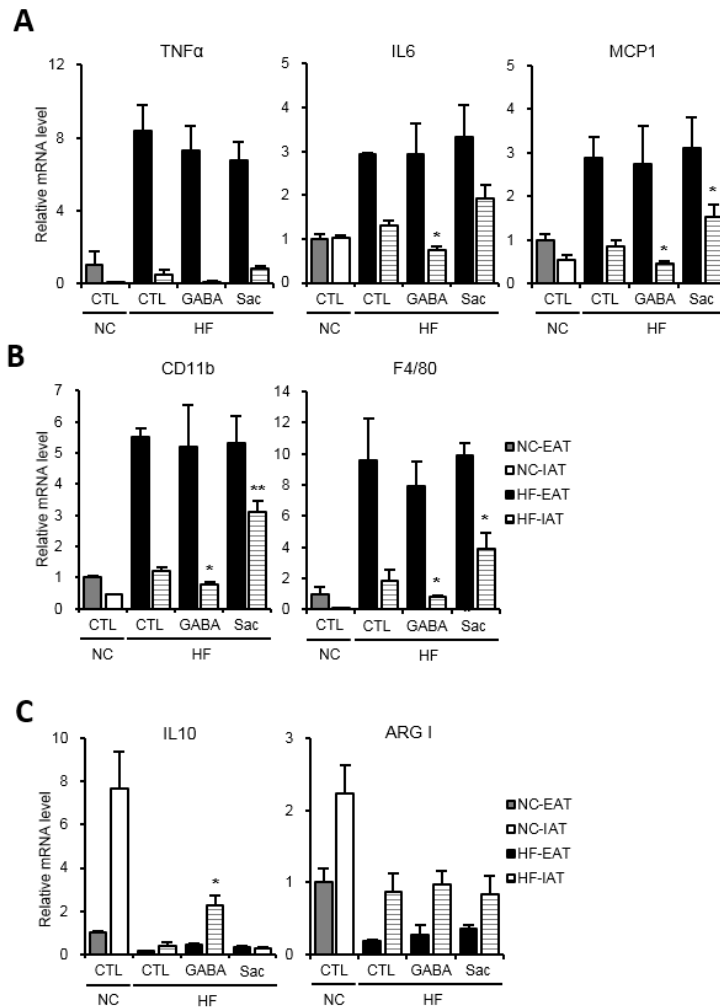 A
TNFα
IL6
MCP1
Relative mRNA level
12
8
4
0
5
4
3
2
1
0
*
5
4
3
2
1
0
*
*
CTL CTL GABA Sac
NC HF
CTL CTL GABA Sac
NC HF
CTL CTL GABA Sac
NC HF
B
CD11b
F4/80
Relative mRNA level
7
6
5
4
3
2
1
0
*
**
14
12
10
8
6
4
2
0
*
*
NC-EAT
NC-IAT
HF-EAT
HF-IAT
CTL CTL GABA Sac
NC HF
CTL CTL GABA Sac
NC HF
C
IL10
ARG I
Relative mRNA level
10
8
6
4
2
0
*
3
2
1
0
NC-EAT
NC-IAT
HF-EAT
HF-IAT
CTL CTL GABA Sac
NC HF
CTL CTL GABA Sac
NC HF